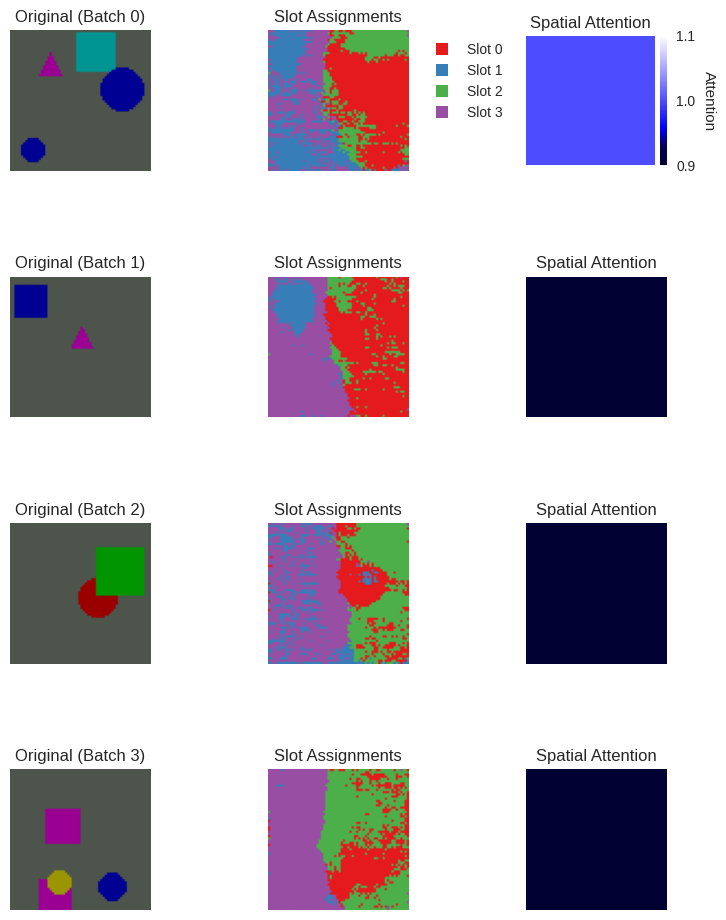 Original (Batch 0)
Slot Assignments
Spatial Attention
Slot 0
Slot 1
Slot 2
Slot 3
1.1
1.0
0.9
Attention
Original (Batch 1)
Slot Assignments
Spatial Attention
Original (Batch 2)
Slot Assignments
Spatial Attention
Original (Batch 3)
Slot Assignments
Spatial Attention